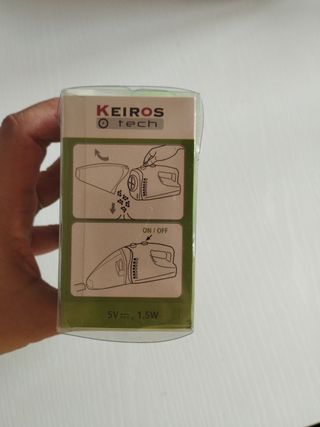 KEIROS
tech
ON / OFF
5V⎓, 1.5W